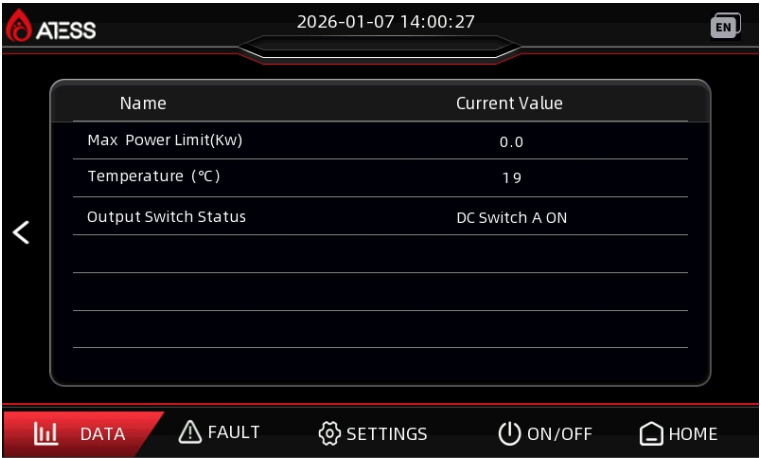 ATESS 2026-01-07 14:00:27 EN
Name Current Value
Max Power Limit(Kw) 0.0
Temperature (℃) 19
Output Switch Status DC Switch A ON
DATA FAULT SETTINGS ON/OFF HOME